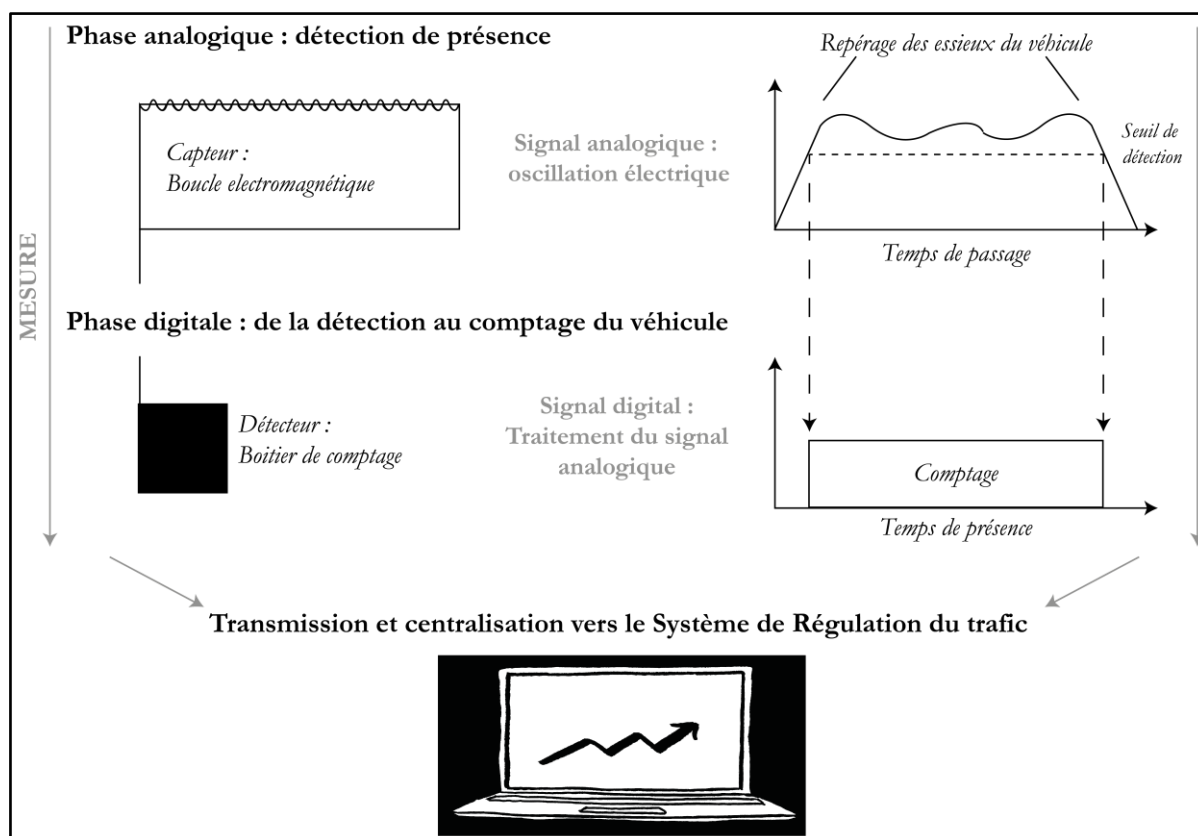 Phase analogique : détection de présence
Repérage des essieux du véhicule
Capteur :
Boucle electromagnétique
Signal analogique :
oscillation électrique
Seuil de
détection
Temps de passage
MESURE
Phase digitale : de la détection au comptage du véhicule
Détecteur :
Boitier de comptage
Signal digital :
Traitement du signal
analogique
Comptage
Temps de présence
Transmission et centralisation vers le Système de Régulation du trafic